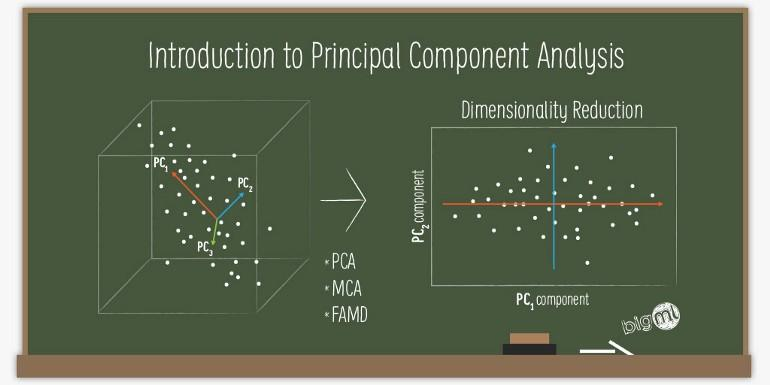 Introduction to Principal Component Analysis
PC1
PC2
PC3
* PCA
* MCA
* FAMD
Dimensionality Reduction
PC2 component
PC1 component
bigml